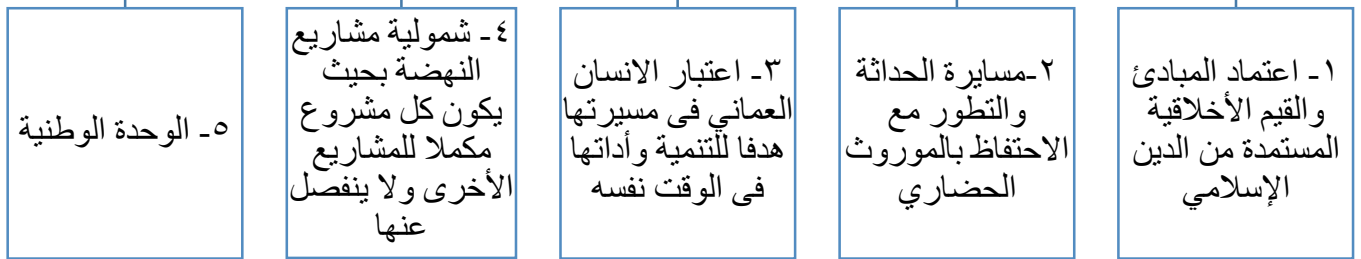 ١- اعتماد المبادئ
والقيم الأخلاقية
المستمدة من الدين
الإسلامي
٢-مسايرة الحداثة
والتطور مع
الاحتفاظ بالموروث
الحضاري
٣- اعتبار الانسان
العماني فى مسيرتها
هدفا للتنمية وأداتها
فى الوقت نفسه
٤- شمولية مشاريع
النهضة بحيث
يكون كل مشروع
مكملا للمشاريع
الأخرى ولا ينفصل
عنها
٥- الوحدة الوطنية